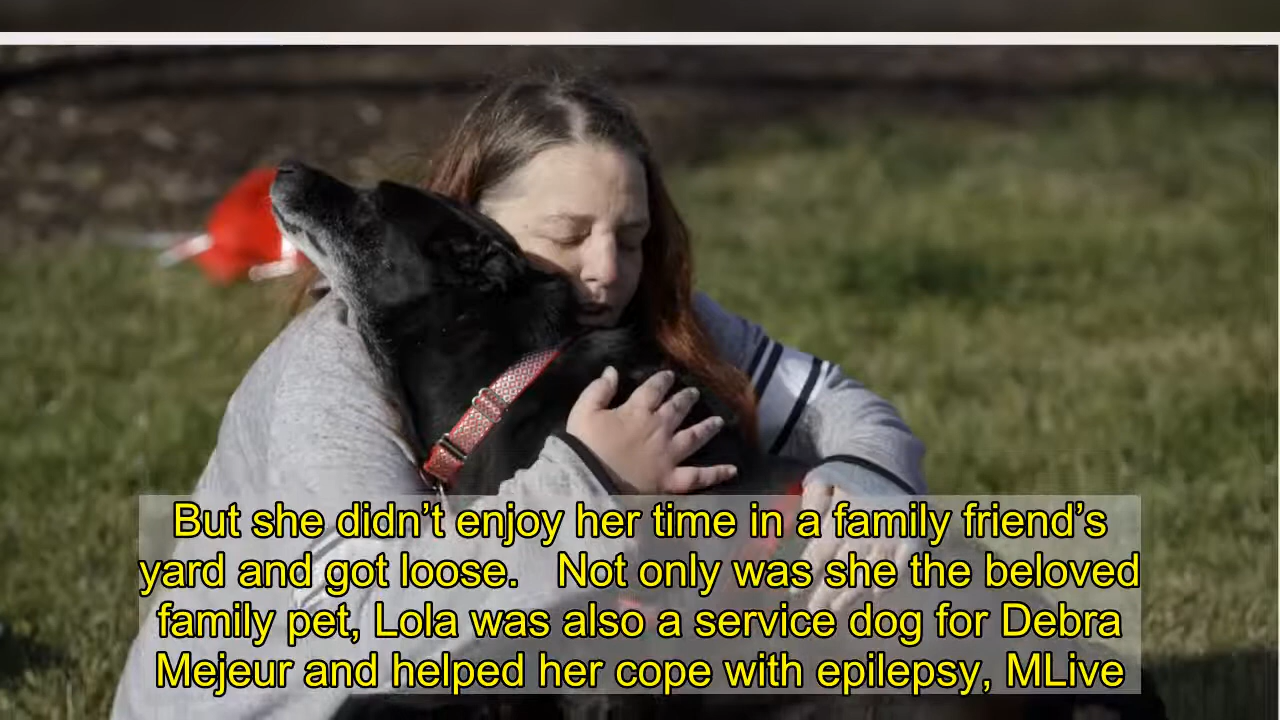 But she didn’t enjoy her time in a family friend’s
yard and got loose.   Not only was she the beloved
family pet, Lola was also a service dog for Debra
Mejeur and helped her cope with epilepsy, MLive